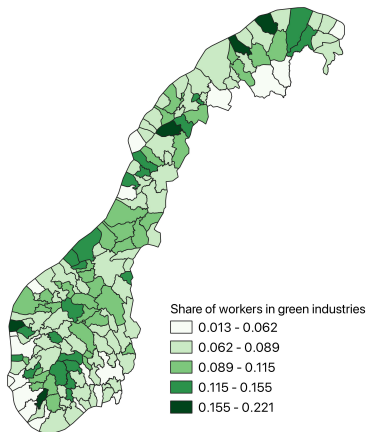 Share of workers in green industries
0.013 - 0.062
0.062 - 0.089
0.089 - 0.115
0.115 - 0.155
0.155 - 0.221